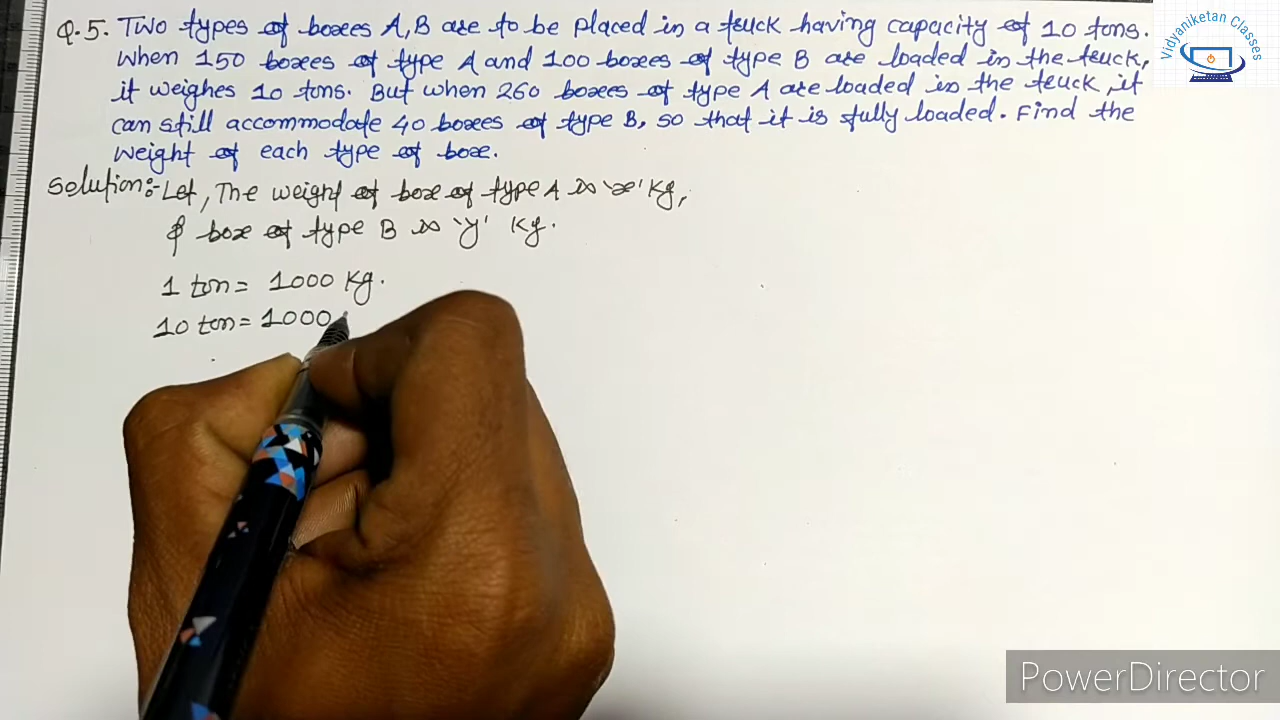 Q.5. Two types of boxes A,B are to be placed in a truck having capacity of 10 tons.
When 150 boxes of type A and 100 boxes of type B are loaded in the truck,
it weighes 10 tons. But when 260 boxes of type A are loaded in the truck, it
can still accommodate 40 boxes of type B, so that it is fully loaded. Find the
weight of each type of box.
Solution:- Let, The weight of box of type A is 'x' Kg,
& box of type B is 'y' Kg.
1 ton = 1000 Kg.
10 ton = 1000
Vidyaniketan Classes
PowerDirector